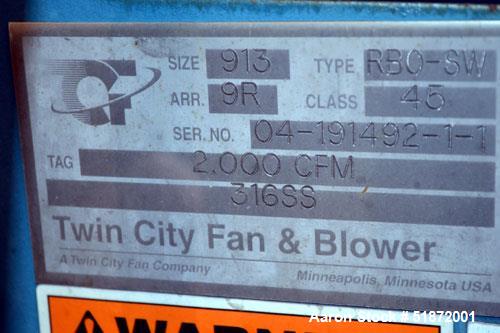 SIZE 913 TYPE RBO-SW
ARR. 9R CLASS 45
SER.NO. 04-191492-1-1
TAG 2.000 CFM
316SS
Twin City Fan & Blower
A Twin City Fan Company Minneapolis, Minnesota USA
Aaron Stock # 51872001
WARNING